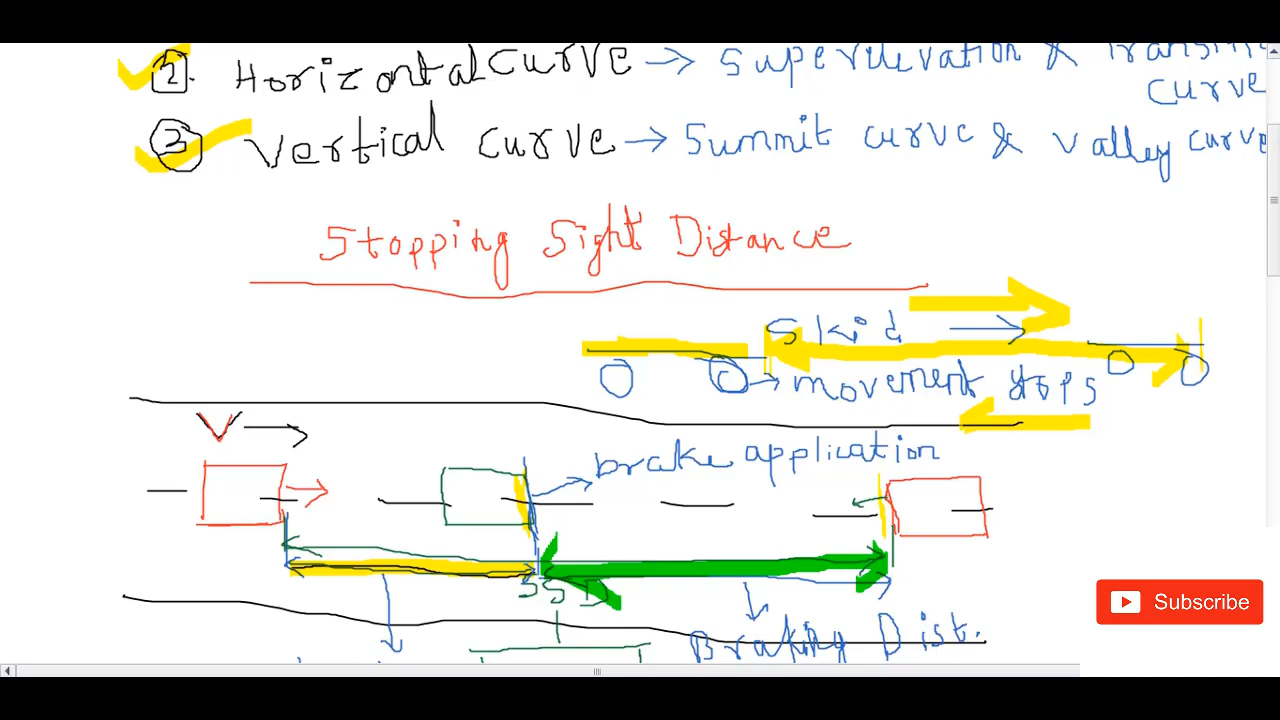 2. Horizontal curve → Superelevation &
curve
3 Vertical curve → Summit curve & valley curve
Stopping Sight Distance
Skid →
→ movement stops
V →
brake application
SSD
Subscribe
Braking Dist.